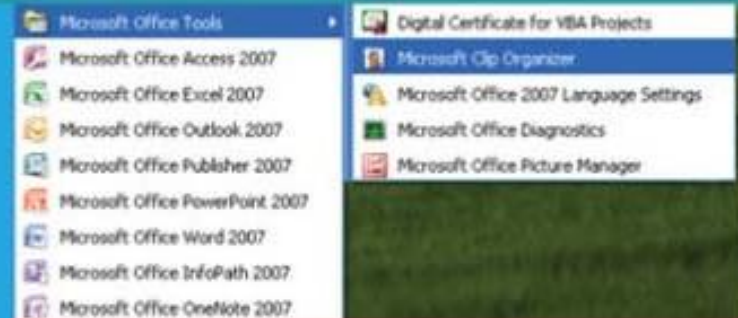 Microsoft Office Tools
Microsoft Office Access 2007
Microsoft Office Excel 2007
Microsoft Office Outlook 2007
Microsoft Office Publisher 2007
Microsoft Office PowerPoint 2007
Microsoft Office Word 2007
Microsoft Office InfoPath 2007
Microsoft Office OneNote 2007
Digital Certificate for VBA Projects
Microsoft Clip Organizer
Microsoft Office 2007 Language Settings
Microsoft Office Diagnostics
Microsoft Office Picture Manager